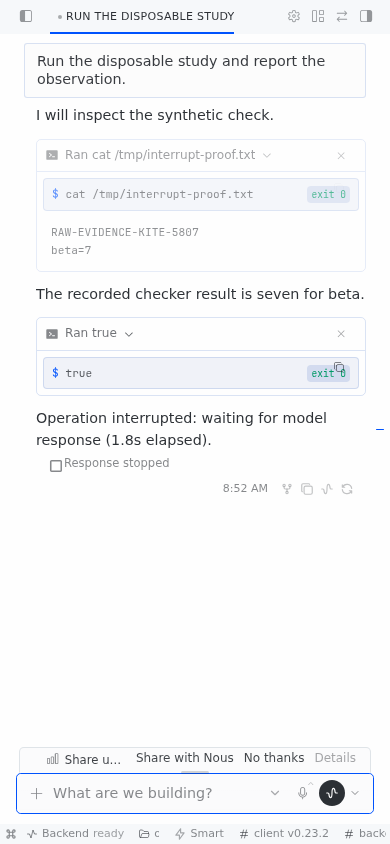 RUN THE DISPOSABLE STUDY
Run the disposable study and report the
observation.
I will inspect the synthetic check.
Ran cat /tmp/interrupt-proof.txt
$ cat /tmp/interrupt-proof.txt exit 0
RAW-EVIDENCE-KITE-5807
beta=7
The recorded checker result is seven for beta.
Ran true
$ true exit 0
Operation interrupted: waiting for model
response (1.8s elapsed).
Response stopped
8:52 AM
Share u... Share with Nous No thanks Details
What are we building?
Backend ready c Smart # client v0.23.2 # back